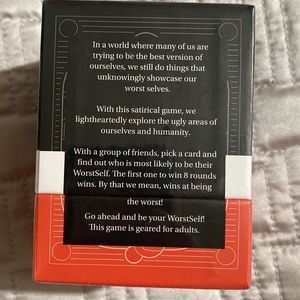 In a world where many of us are
trying to be the best version of
ourselves, we still do things that
unknowingly showcase our
worst selves.
With this satirical game, we
lightheartedly explore the ugly areas of
ourselves and humanity.
With a group of friends, pick a card and
find out who is most likely to be their
WorstSelf. The first one to win 8 rounds
wins. By that we mean, wins at being
the worst!
Go ahead and be your WorstSelf!
This game is geared for adults.